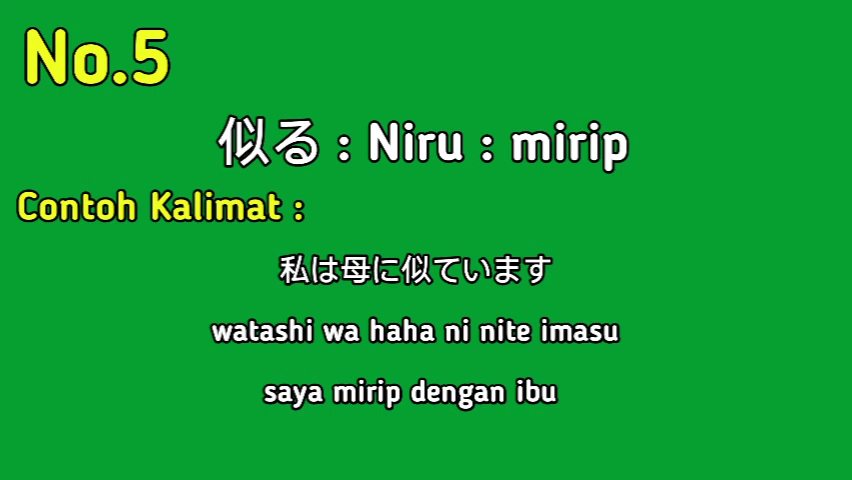 No.5
似る : Niru : mirip
Contoh Kalimat :
私は母に似ています
watashi wa haha ni nite imasu
saya mirip dengan ibu